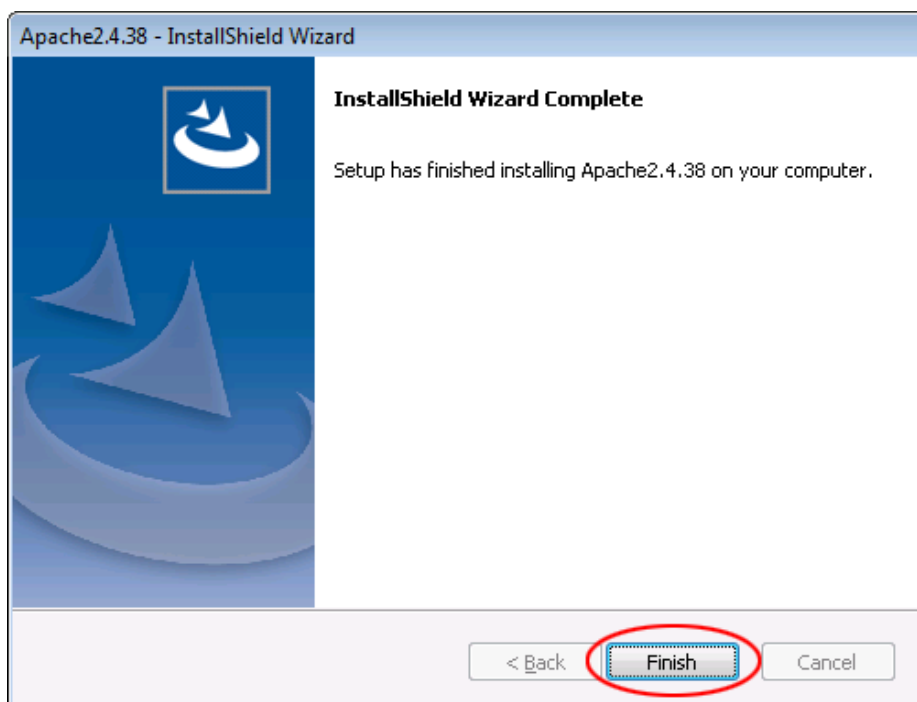 Apache2.4.38 - InstallShield Wizard
InstallShield Wizard Complete
Setup has finished installing Apache2.4.38 on your computer.
< Back
Finish
Cancel